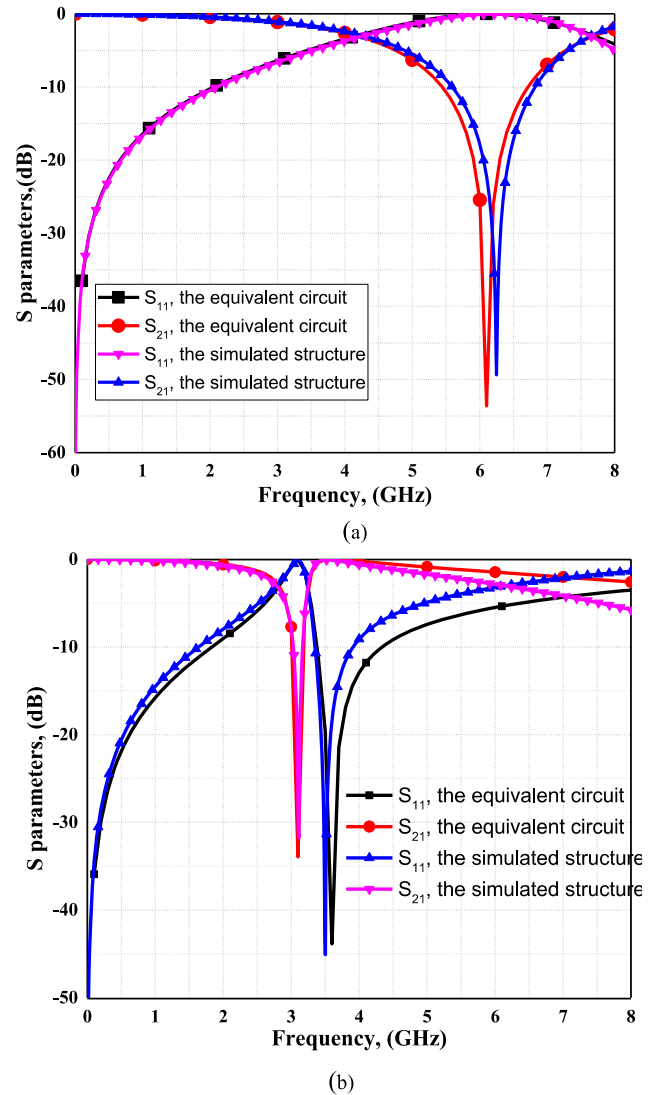 0
-10
-20
-30
-40
-50
-60
S parameters,(dB)
S11, the equivalent circuit
S21, the equivalent circuit
S11, the simulated structure
S21, the simulated structure
0 1 2 3 4 5 6 7 8
Frequency, (GHz)
(a)
0
-10
-20
-30
-40
-50
S parameters, (dB)
S11, the equivalent circuit
S21, the equivalent circuit
S11, the simulated structure
S21, the simulated structure
0 1 2 3 4 5 6 7 8
Frequency, (GHz)
(b)